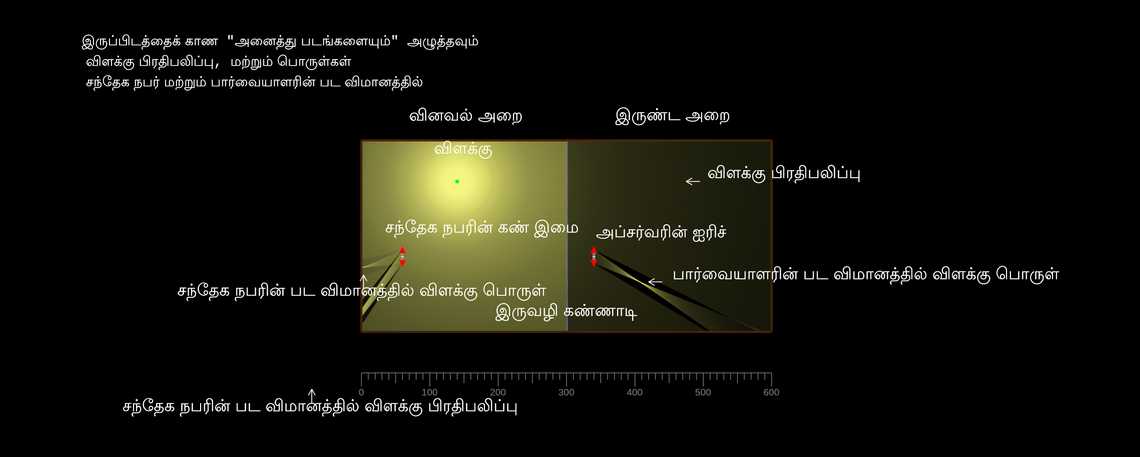 இருப்பிடத்தைக் காண "அனைத்து படங்களையும்" அழுத்தவும்
விளக்கு பிரதிபலிப்பு, மற்றும் பொருள்கள்
சந்தேக நபர் மற்றும் பார்வையாளரின் பட விமானத்தில்
வினவல் அறை
இருண்ட அறை
விளக்கு
விளக்கு பிரதிபலிப்பு
சந்தேக நபரின் கண் இமை
அப்சர்வரின் ஐரிச்
பார்வையாளரின் பட விமானத்தில் விளக்கு பொருள்
சந்தேக நபரின் பட விமானத்தில் விளக்கு பொருள்
இருவழி கண்ணாடி
0 100 200 300 400 500 600
சந்தேக நபரின் பட விமானத்தில் விளக்கு பிரதிபலிப்பு